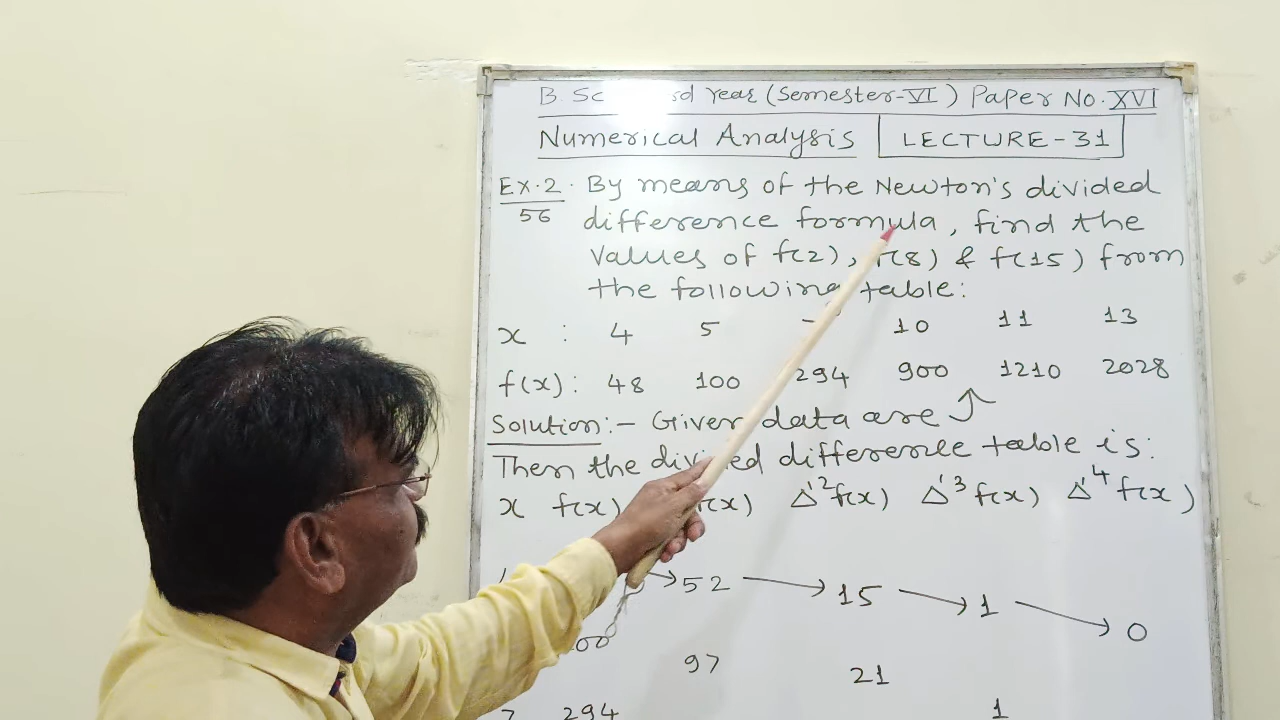 B. Sc rd Year (Semester-VI) Paper No. XVI
Numerical Analysis LECTURE-31
Ex.2 56 . By means of the Newton's divided
difference formula, find the
values of f(2), f(8) & f(15) from
the following table:
x : 4 5 10 11 13
f(x): 48 100 294 900 1210 2028
Solution:- Given data are
Then the divided difference table is:
x f(x) f(x) Δ'²f(x) Δ'³f(x) Δ'⁴f(x)
52 15 1 0
97 21
294 1